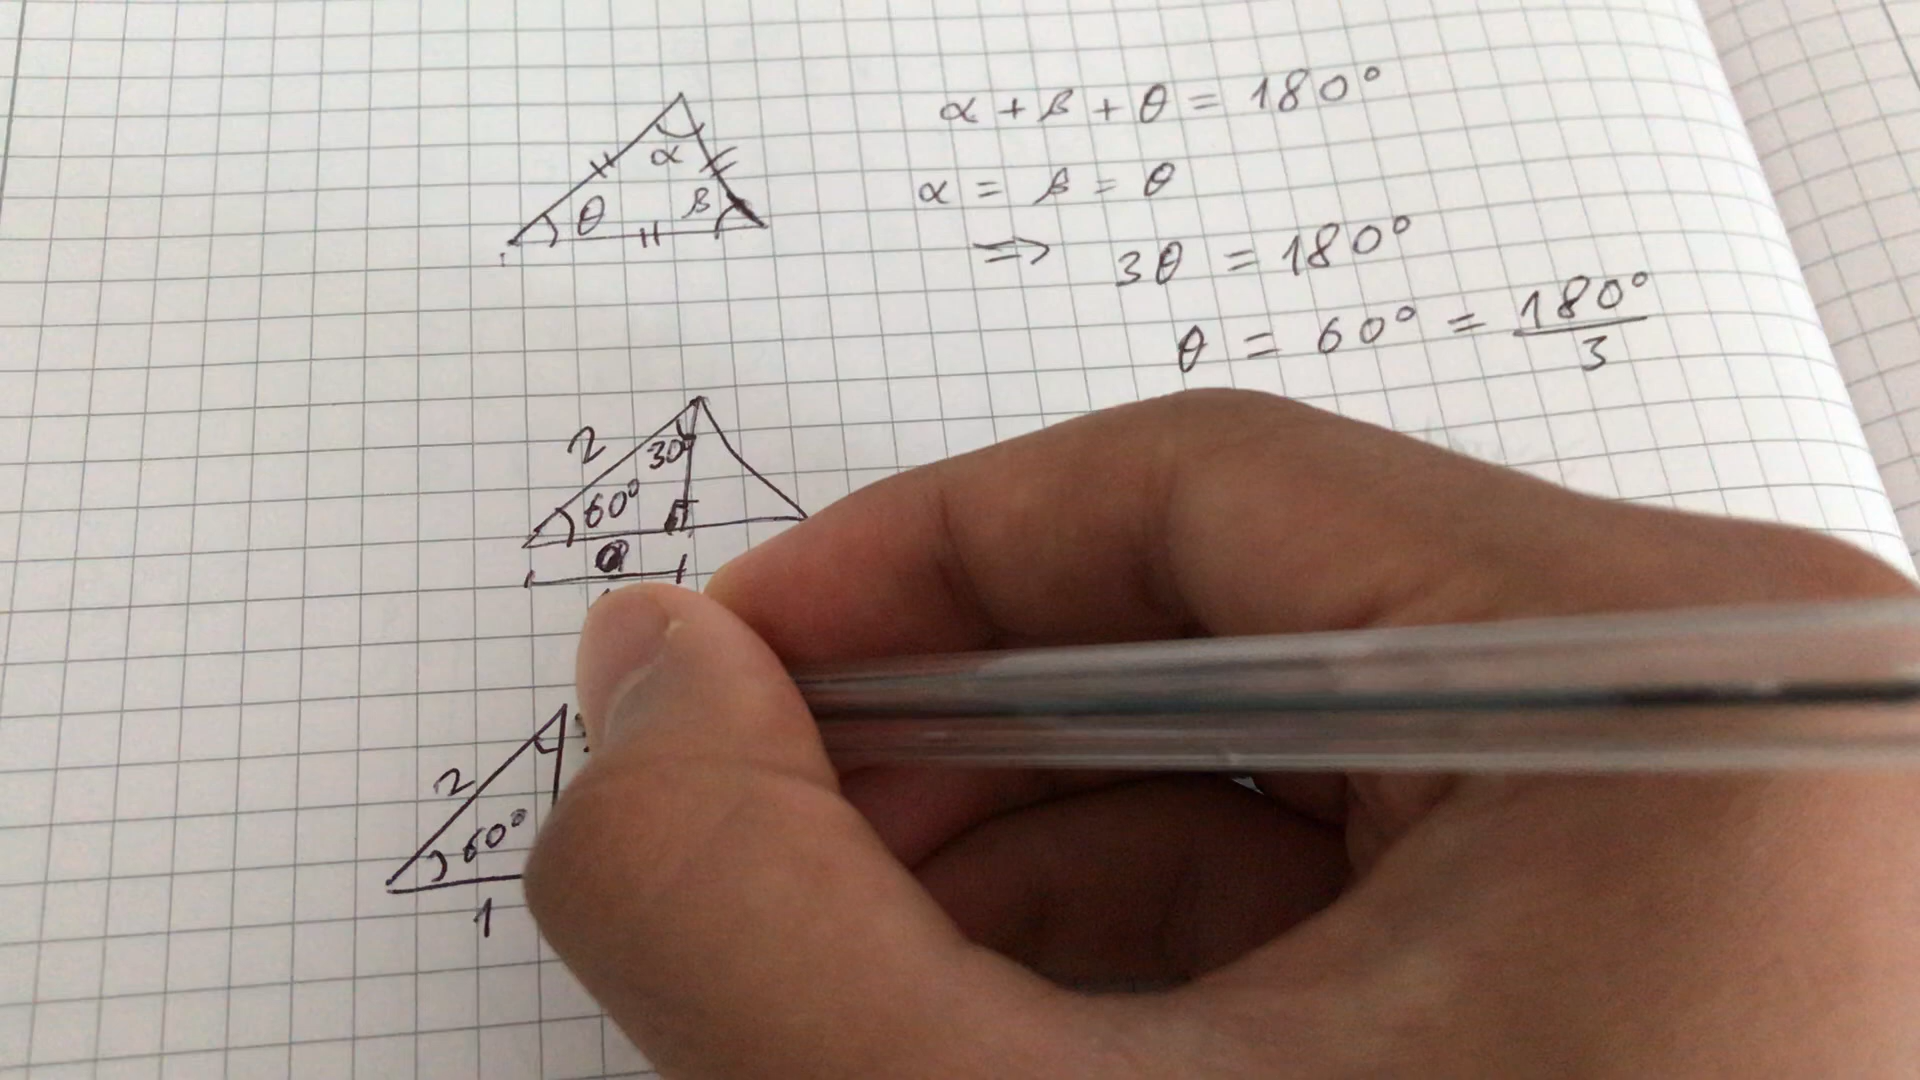 α + β + θ = 180°
α = β = θ
⇒ 3θ = 180°
θ = 60° = 180°/3
α
θ β
2
30
60°
2
60°
1